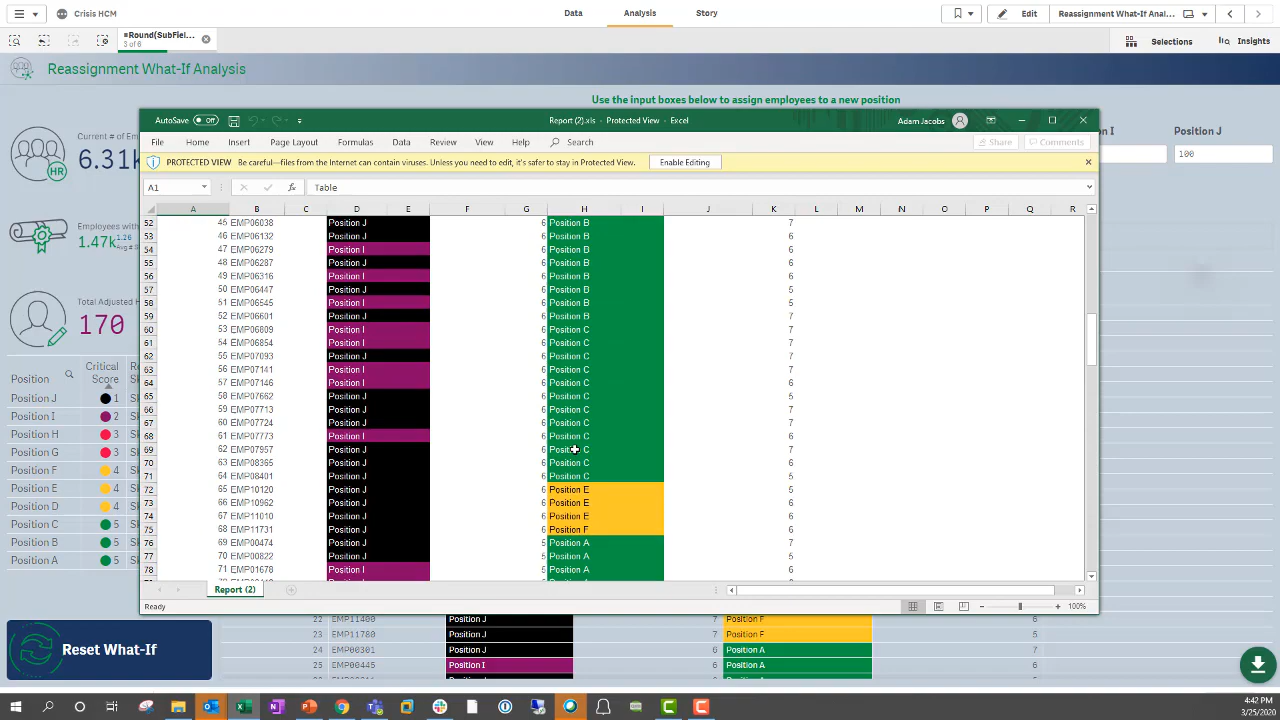 Crisis HCM
Data
Analysis
Story
Edit
Reassignment What-If Anal...
=Round(SubFiel...
3 of 6
Selections
Insights
Reassignment What-If Analysis
Use the input boxes below to assign employees to a new position
Current # of Em
6.31k
Employees with
1.47k 1.26
Total Adjusted H
170
Position I
Position J
100
AutoSave Off
Report (2).xls - Protected View - Excel
Adam Jacobs
File Home Insert Page Layout Formulas Data Review View Help Search
Share Comments
PROTECTED VIEW Be careful—files from the Internet can contain viruses. Unless you need to edit, it's safer to stay in Protected View. Enable Editing
A1 Table
A B C D E F G H I J K L M N O P Q R
52 45 EMP06038 Position J 6 Position B 7
53 46 EMP06132 Position J 6 Position B 6
54 47 EMP06279 Position I 6 Position B 6
55 48 EMP06287 Position J 6 Position B 6
56 49 EMP06316 Position I 6 Position B 6
57 50 EMP06447 Position J 6 Position B 5
58 51 EMP06545 Position I 6 Position B 5
59 52 EMP06601 Position J 6 Position B 7
60 53 EMP06809 Position I 6 Position C 7
61 54 EMP06854 Position I 6 Position C 7
62 55 EMP07093 Position J 6 Position C 7
63 56 EMP07141 Position I 6 Position C 7
64 57 EMP07146 Position I 6 Position C 6
65 58 EMP07662 Position J 6 Position C 5
66 59 EMP07713 Position J 6 Position C 7
67 60 EMP07724 Position J 6 Position C 7
68 61 EMP07773 Position I 6 Position C 6
69 62 EMP07957 Position J 6 Position C 7
70 63 EMP08365 Position J 6 Position C 6
71 64 EMP08401 Position J 6 Position C 5
72 65 EMP10120 Position J 6 Position E 5
73 66 EMP10962 Position J 6 Position E 6
74 67 EMP11010 Position J 6 Position E 6
75 68 EMP11731 Position J 6 Position F 6
76 69 EMP00474 Position J 5 Position A 7
77 70 EMP00822 Position J 5 Position A 5
78 71 EMP01678 Position I 5 Position A 6
Report (2)
Ready
100%
Position Critical Score
Position J 1
Position I 2
Position H 3
Position G 3
Position F 4
Position E 4
Position D 4
Position C 5
Position B 5
Position A 5
Reset What-If
22 EMP11400 Position J 7 Position F 6
23 EMP11780 Position J 7 Position F 5
24 EMP00301 Position J 6 Position A 7
25 EMP00445 Position I 6 Position A 6
4:42 PM
3/25/2020